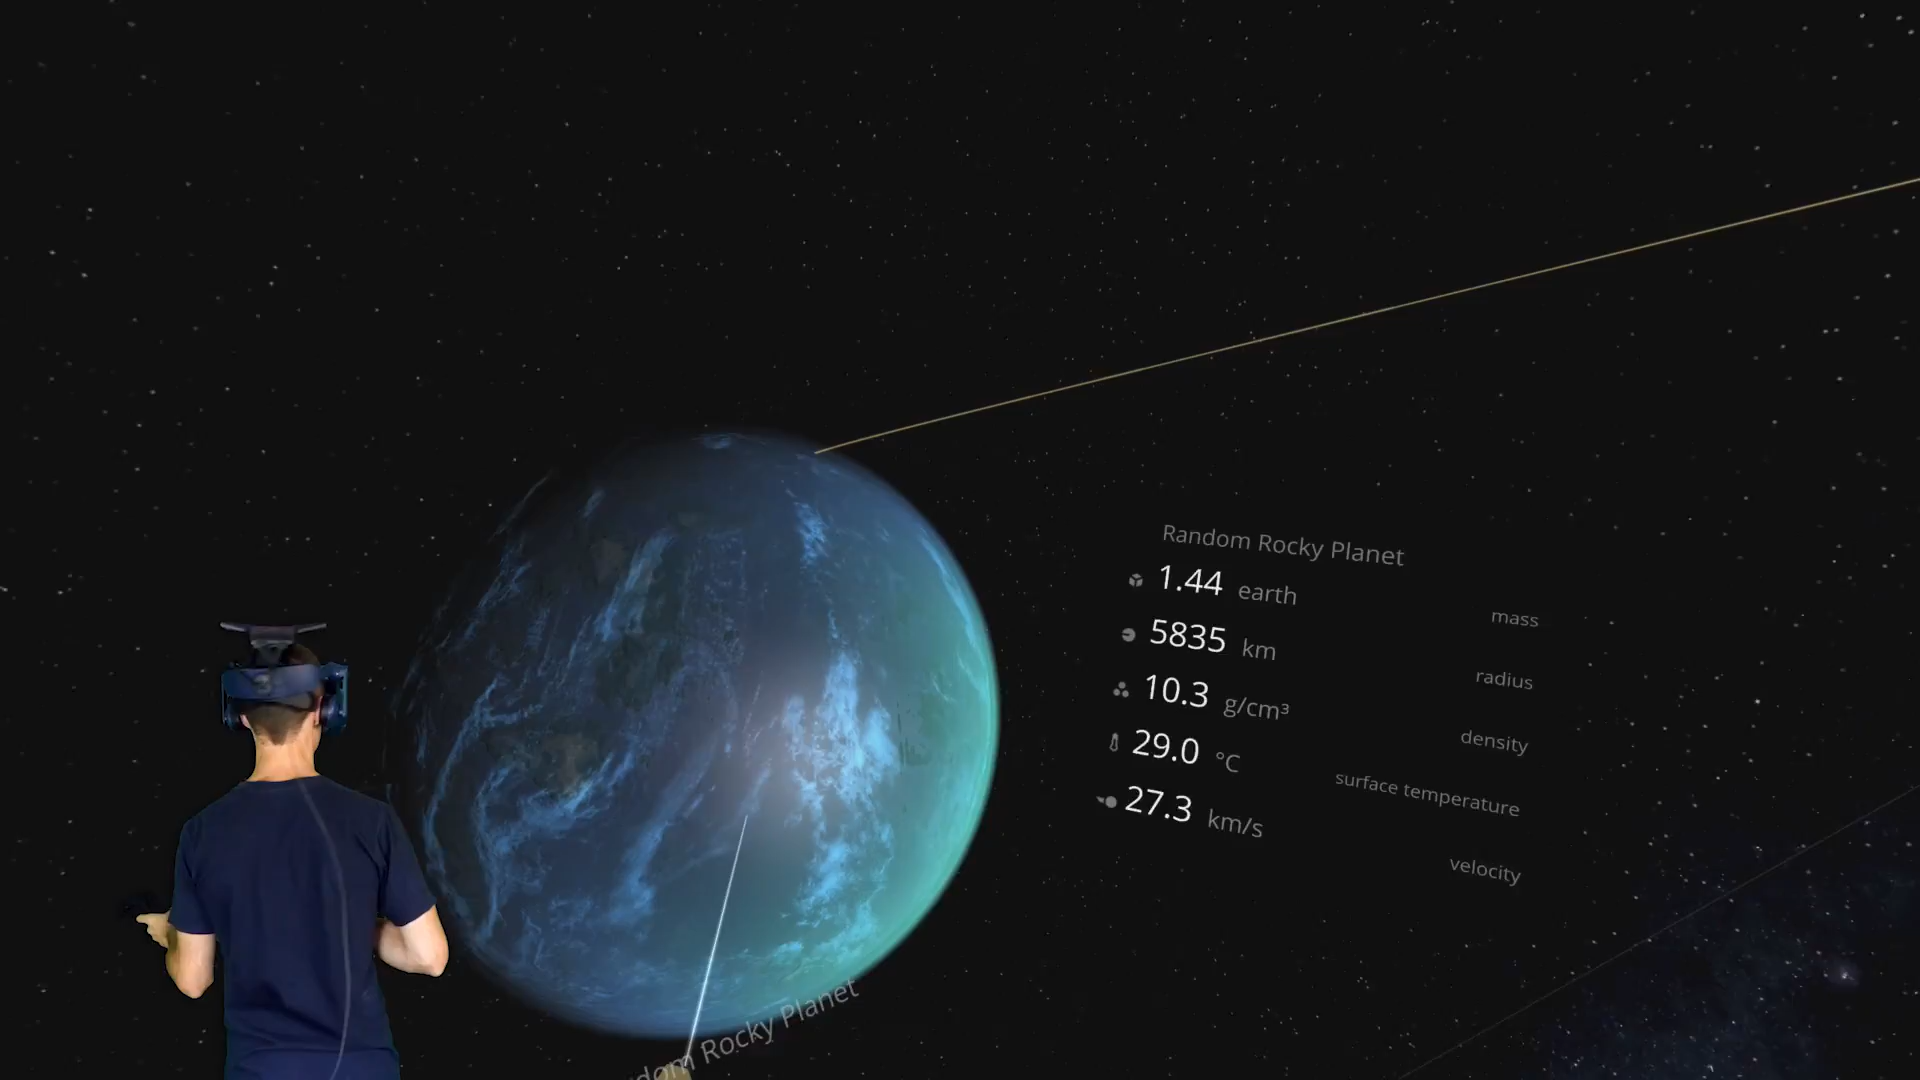 Random Rocky Planet
1.44 earth mass
5835 km radius
10.3 g/cm³ density
29.0 °C surface temperature
27.3 km/s velocity
Rocky Planet